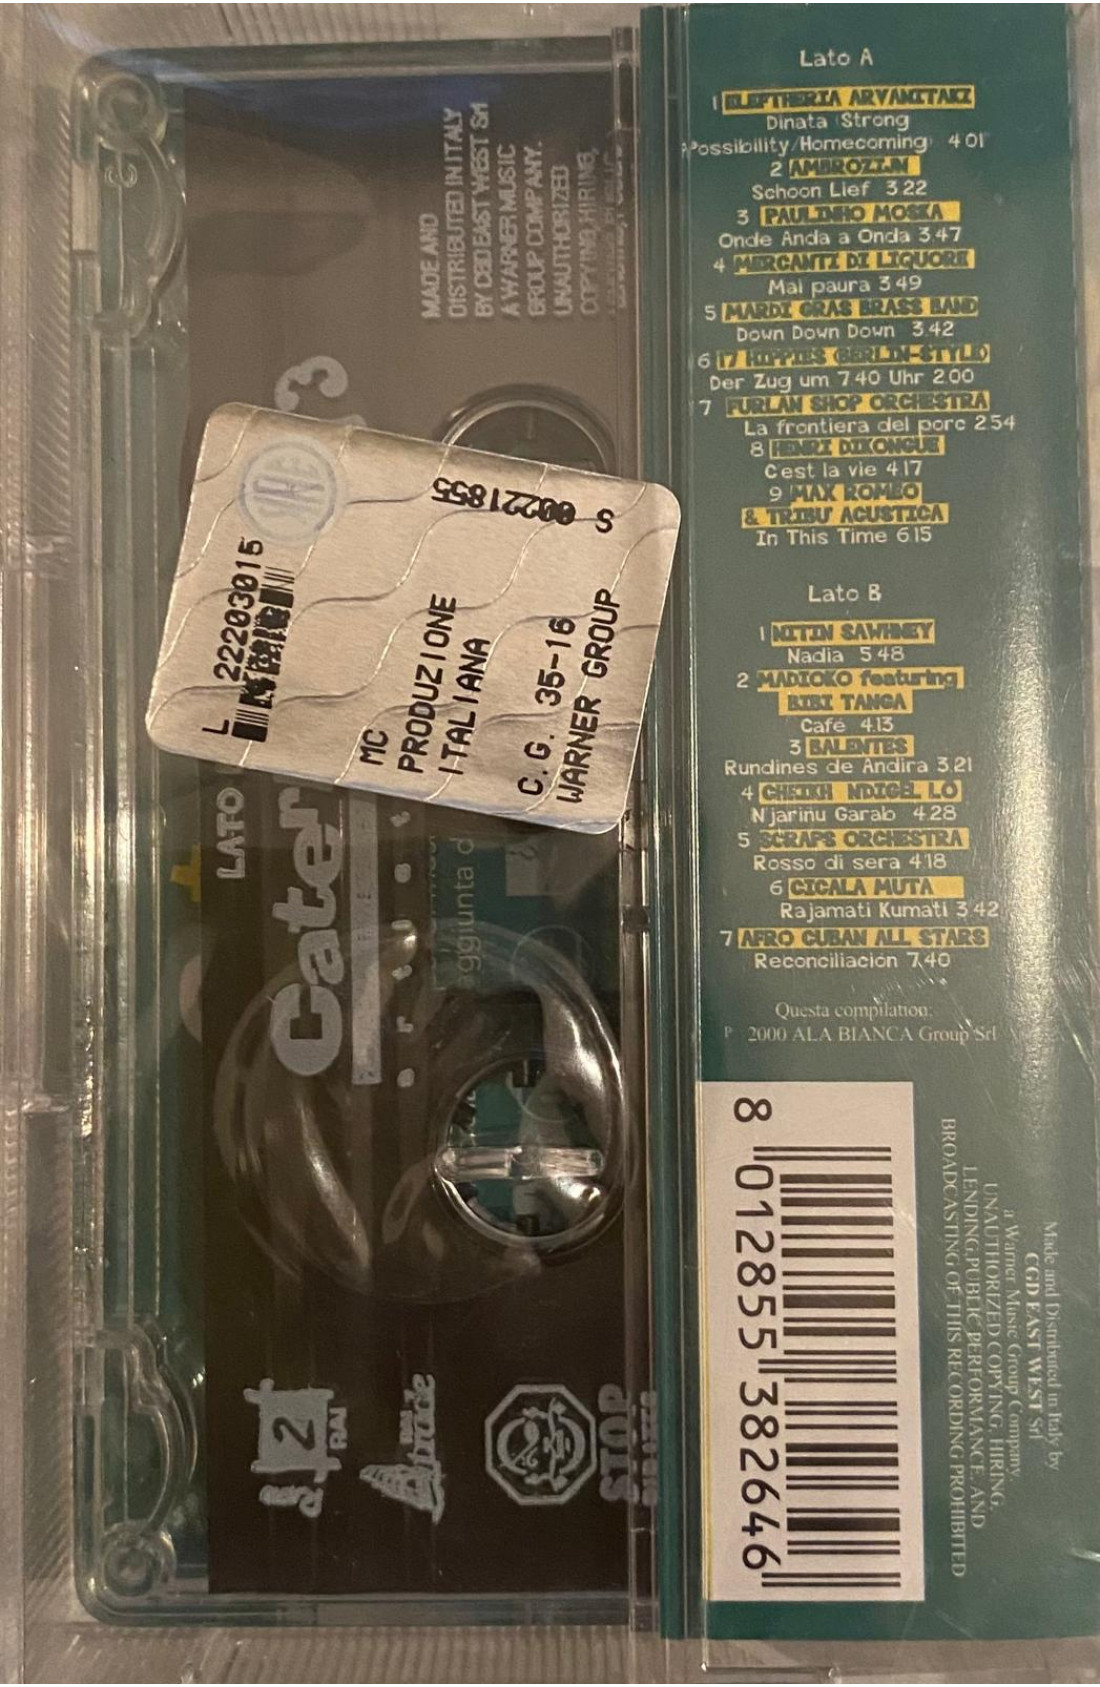 Lato A
1 ELEFTHERIA ARVANITAKI
Dinata (Strong
Possibility/Homecoming) 4.01
2 AMBROZIJN
Schoon Lief 3.22
3 PAULINHO MOSKA
Onde Anda a Onda 3.47
4 MERCANTI DI LIQUORE
Mai paura 3.49
5 MARDI GRAS BRASS BAND
Down Down Down 3.42
6 17 HIPPIES (BERLIN-STYLE)
Der Zug um 7.40 Uhr 2.00
7 FURLAN SHOP ORCHESTRA
La frontiera del porc 2.54
8 HENRI DIKONGUE
C'est la vie 4.17
9 MAX ROMEO
& TRIBU' ACUSTICA
In This Time 6.15
Lato B
1 NITIN SAWHNEY
Nadia 5.48
2 MADIOKO featuring
BIBI TANGA
Café 4.13
3 BALENTES
Rundines de Andira 3.21
4 CHEIKH NDIGEL LÔ
N'jarinu Garab 4.28
5 SCRAPS ORCHESTRA
Rosso di sera 4.18
6 CICALA MUTA
Rajamati Kumati 3.42
7 AFRO CUBAN ALL STARS
Reconciliación 7.40
Questa compilation:
P 2000 ALA BIANCA Group Srl
8 012855 382646
Made and Distributed in Italy by
CGD EAST WEST Srl
a Warner Music Group Company.
UNAUTHORIZED COPYING, HIRING,
LENDING, PUBLIC PERFORMANCE, AND
BROADCASTING OF THIS RECORDING PROHIBITED
MADE AND
DISTRIBUTED IN ITALY
BY CGD EAST WEST Srl
A WARNER MUSIC
GROUP COMPANY.
UNAUTHORIZED
COPYING, HIRING,
S 00221855
L 22203015
MC
PRODUZIONE
ITALIANA
C.G. 35-16
WARNER GROUP
LATO
Cater
3
aggiunta d
2
RAI
RAI
trade
STOP